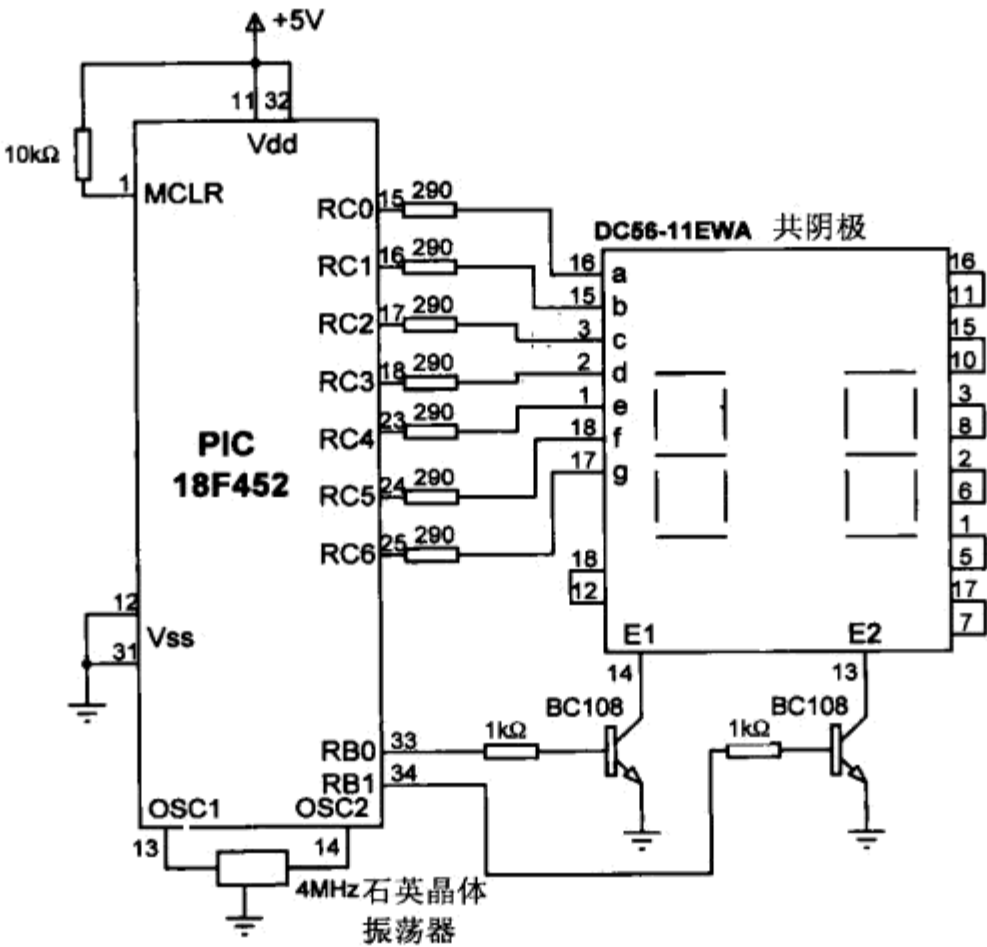 +5V
11 32
Vdd
10kΩ
1 MCLR
RC0 15 290
RC1 16 290
RC2 17 290
RC3 18 290
RC4 23 290
RC5 24 290
RC6 25 290
PIC
18F452
12
Vss
31
RB0 33 1kΩ
RB1 34
OSC1 OSC2
13 14
4MHz 石英晶体
振荡器
DC56-11EWA 共阴极
16 a
15 b
3 c
2 d
1 e
18 f
17 g
18
12
16
11
15
10
3
8
2
6
1
5
17
7
E1 E2
14 13
BC108 1kΩ BC108